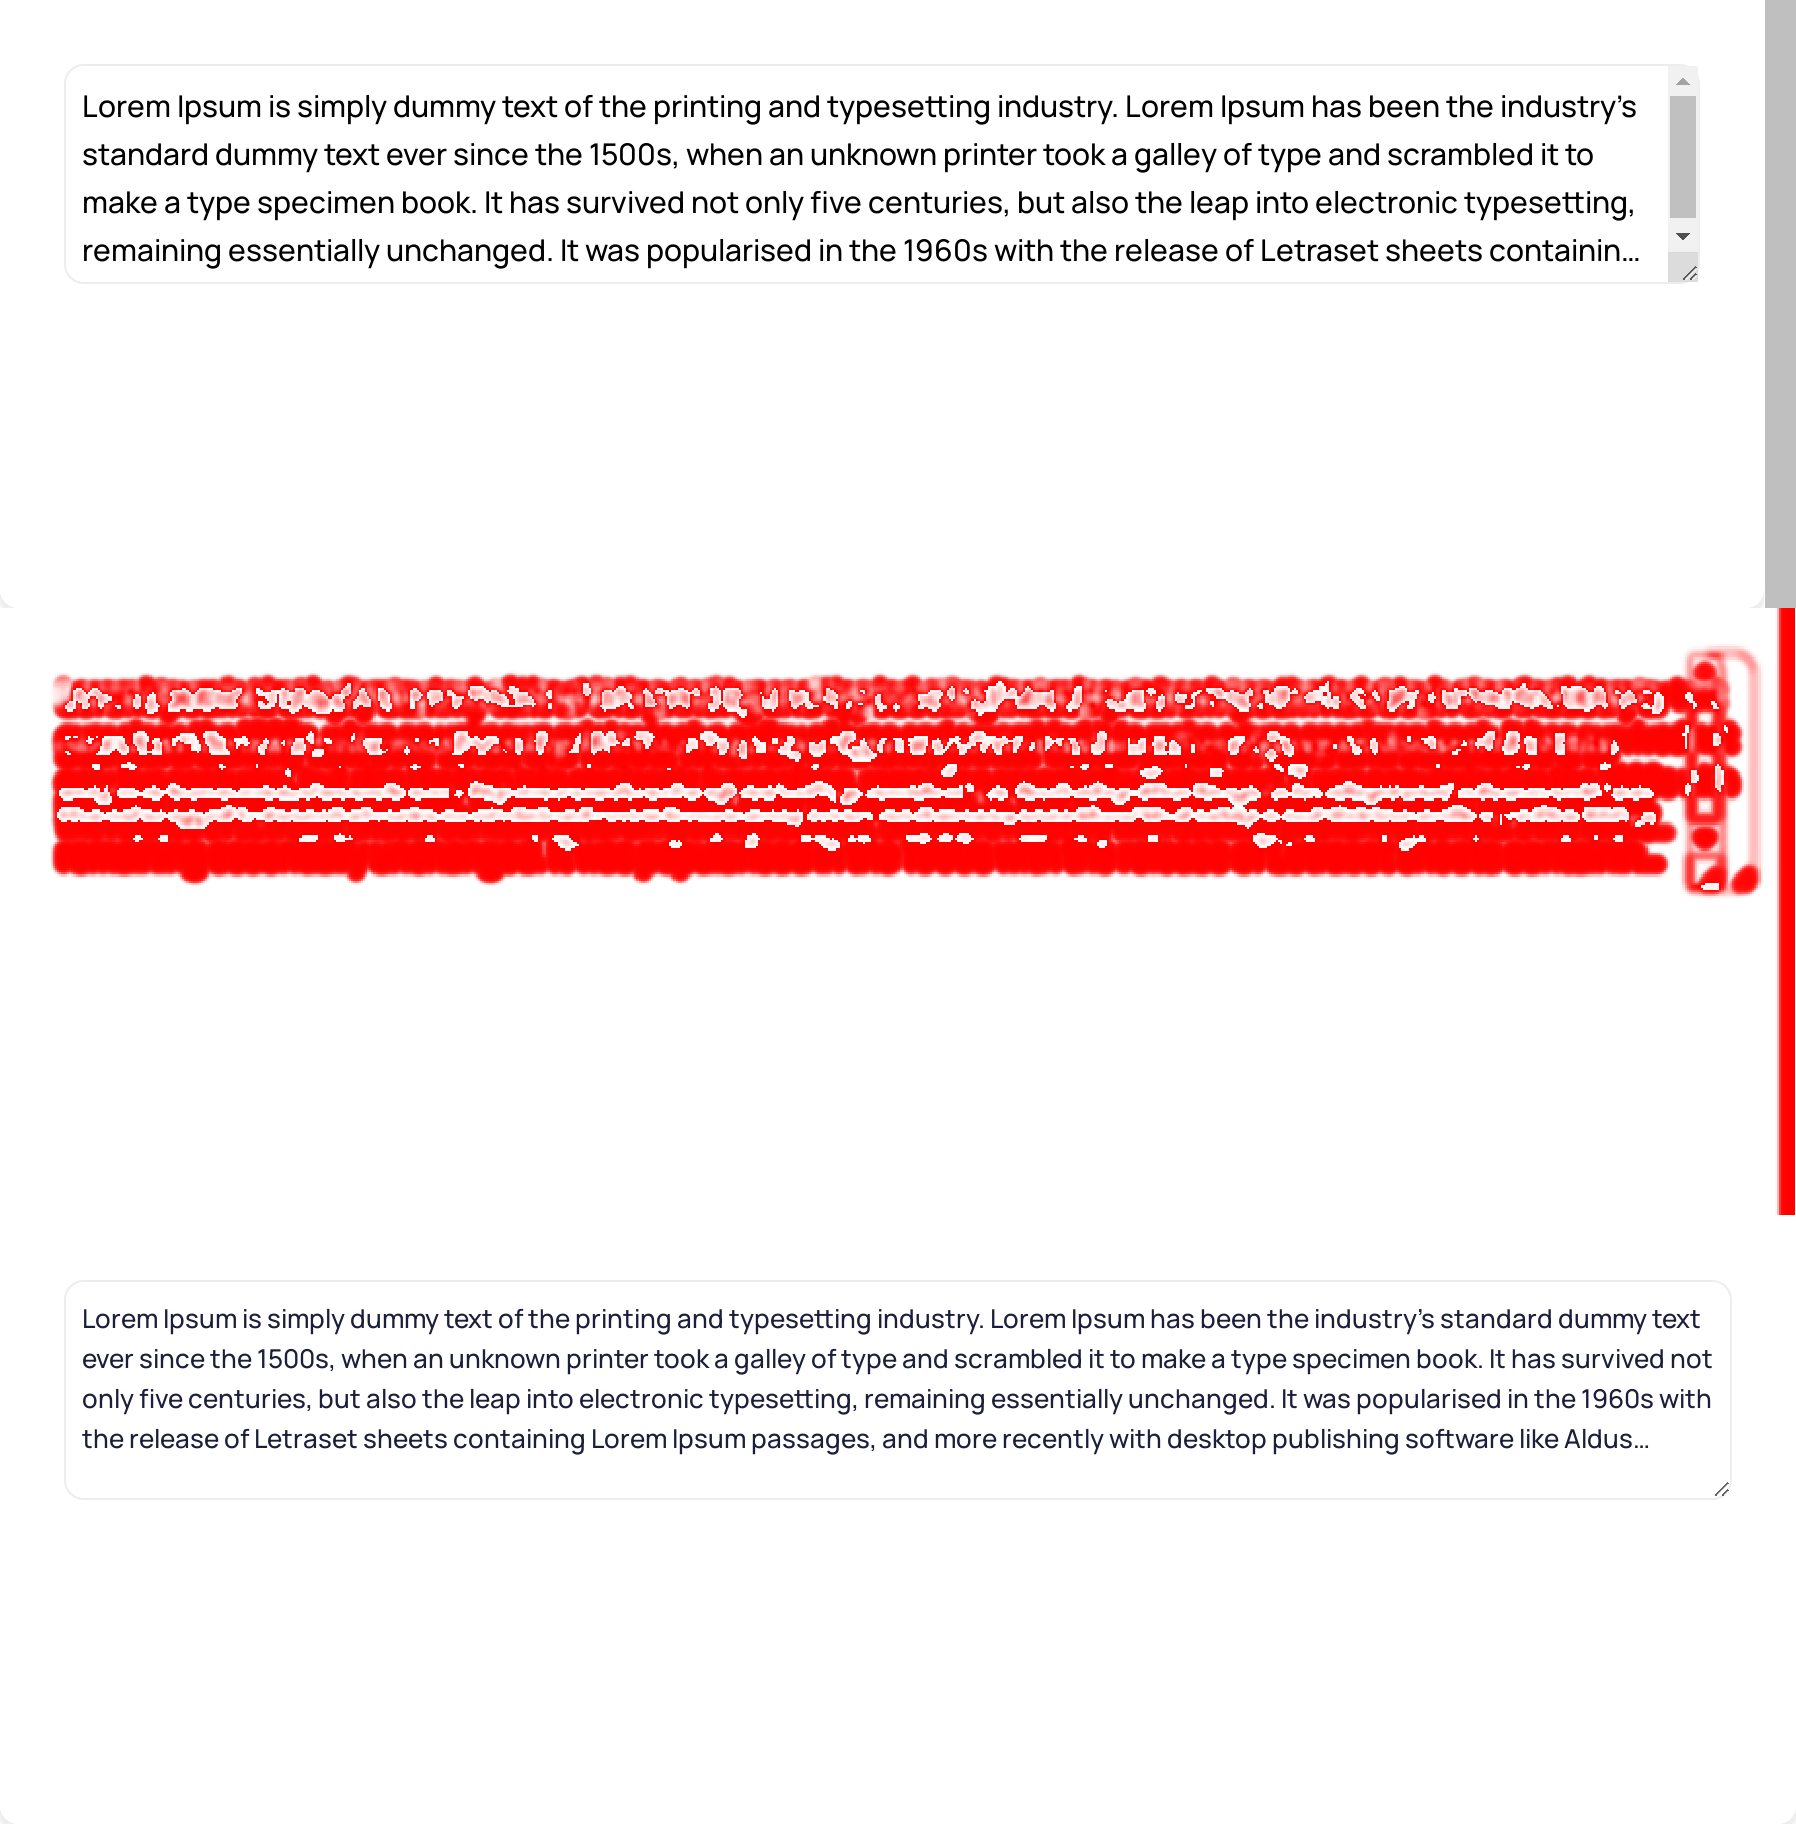 Lorem Ipsum is simply dummy text of the printing and typesetting industry. Lorem Ipsum has been the industry's
standard dummy text ever since the 1500s, when an unknown printer took a galley of type and scrambled it to
make a type specimen book. It has survived not only five centuries, but also the leap into electronic typesetting,
remaining essentially unchanged. It was popularised in the 1960s with the release of Letraset sheets containin...
Lorem Ipsum is simply dummy text of the printing and typesetting industry. Lorem Ipsum has been the industry's standard dummy text
ever since the 1500s, when an unknown printer took a galley of type and scrambled it to make a type specimen book. It has survived not
only five centuries, but also the leap into electronic typesetting, remaining essentially unchanged. It was popularised in the 1960s with
the release of Letraset sheets containing Lorem Ipsum passages, and more recently with desktop publishing software like Aldus...